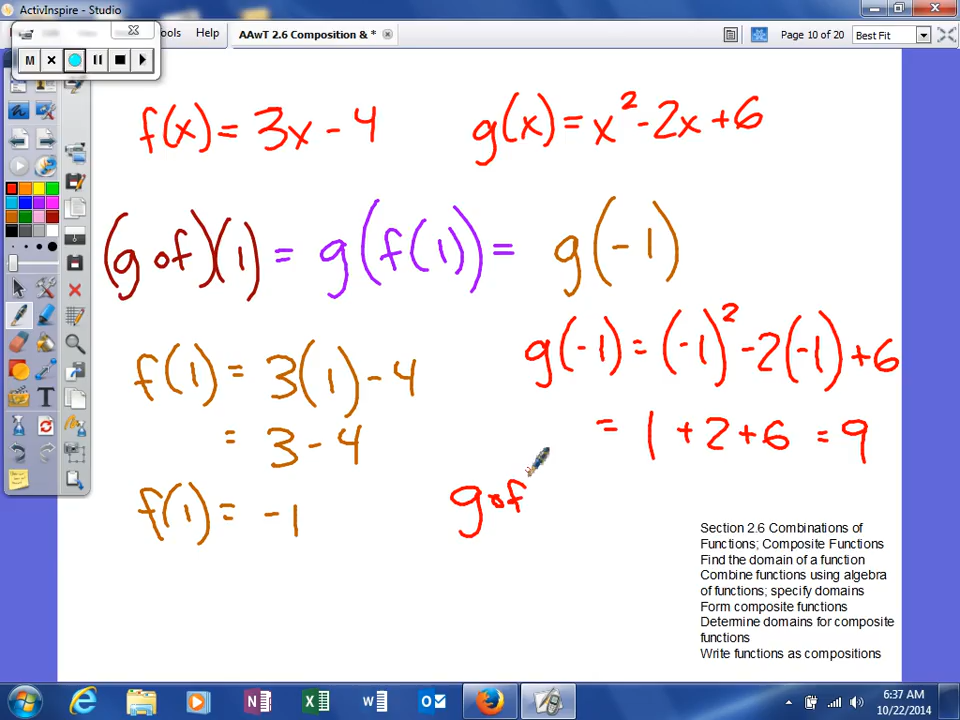 ActivInspire - Studio
ools Help
AAwT 2.6 Composition & *
Page 10 of 20
Best Fit
M
f(x) = 3x - 4
g(x) = x² - 2x + 6
(g o f)(1) = g(f(1)) = g(-1)
f(1) = 3(1) - 4
g(-1) = (-1)² - 2(-1) + 6
= 3 - 4
= 1 + 2 + 6 = 9
f(1) = -1
g o f
Section 2.6 Combinations of
Functions; Composite Functions
Find the domain of a function
Combine functions using algebra
of functions; specify domains
Form composite functions
Determine domains for composite
functions
Write functions as compositions
6:37 AM
10/22/2014